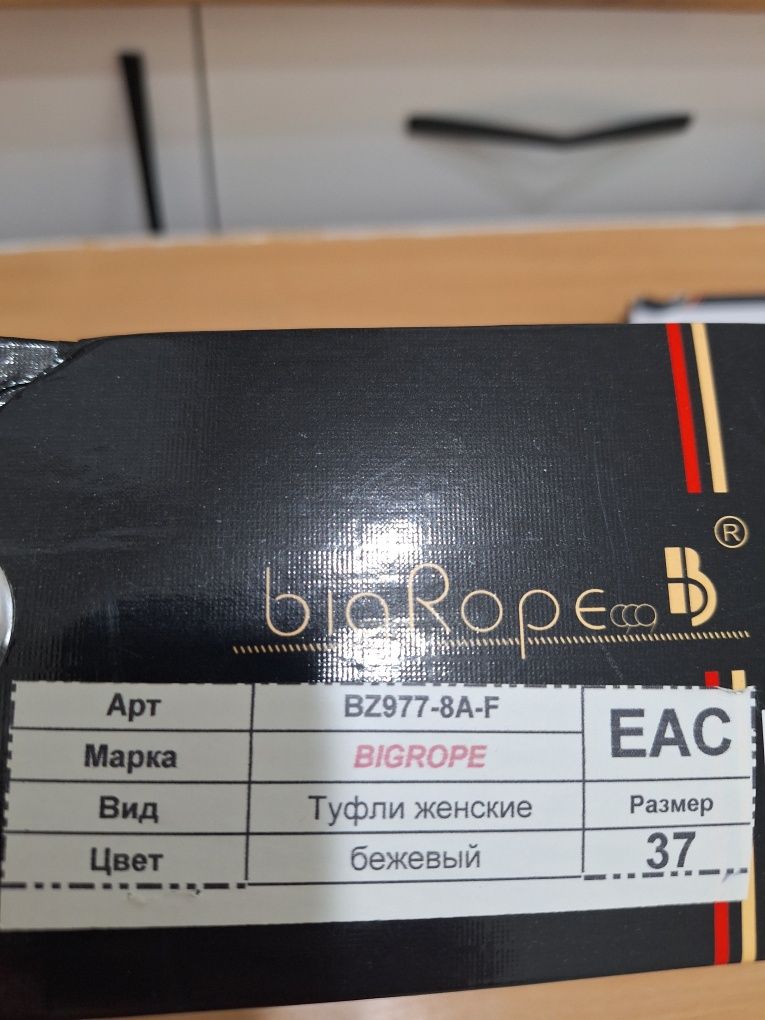 bigRope B ®
Арт BZ977-8A-F EAC
Марка BIGROPE
Вид Туфли женские Размер
Цвет бежевый 37